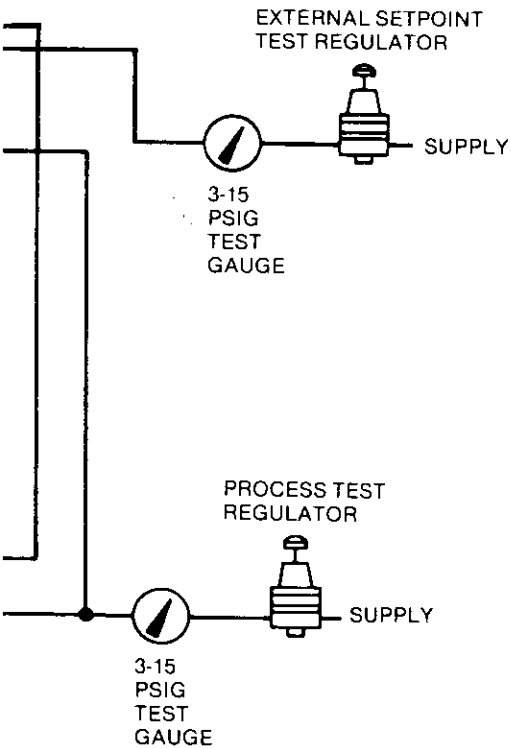 EXTERNAL SETPOINT
TEST REGULATOR
SUPPLY
3-15
PSIG
TEST
GAUGE
PROCESS TEST
REGULATOR
SUPPLY
3-15
PSIG
TEST
GAUGE